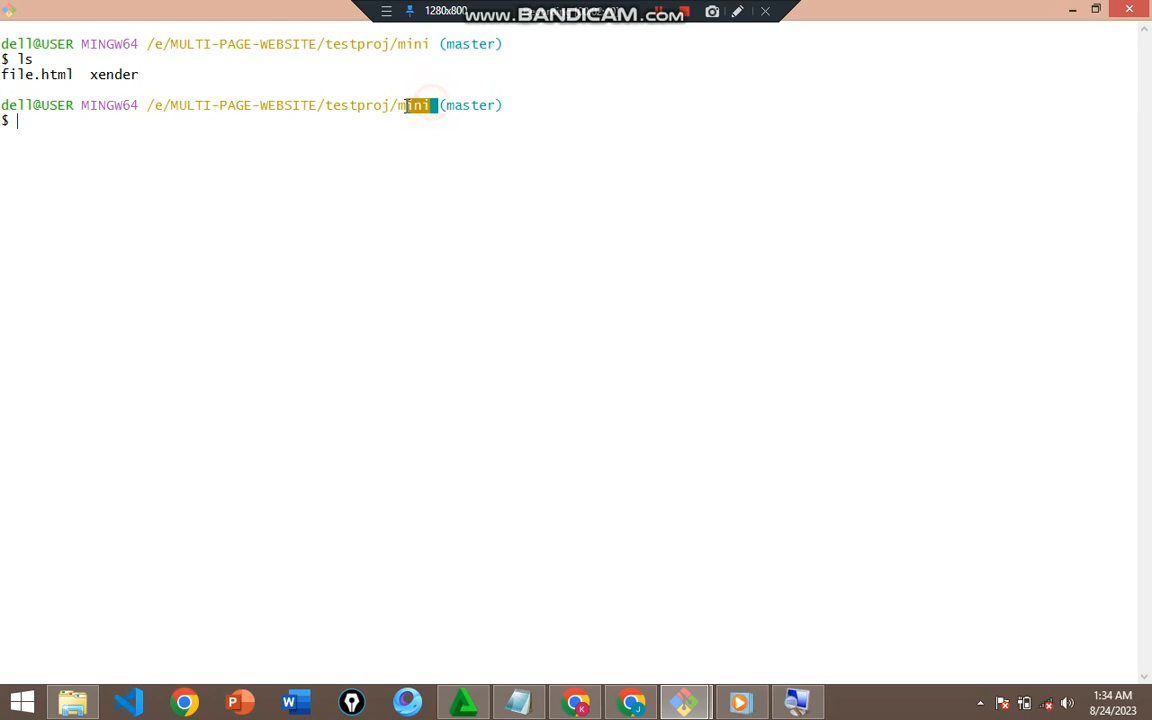 1280x800
www.BANDICAM.com
dell@USER MINGW64 /e/MULTI-PAGE-WEBSITE/testproj/mini (master)
$ ls
file.html  xender
dell@USER MINGW64 /e/MULTI-PAGE-WEBSITE/testproj/mini (master)
$
1:34 AM
8/24/2023